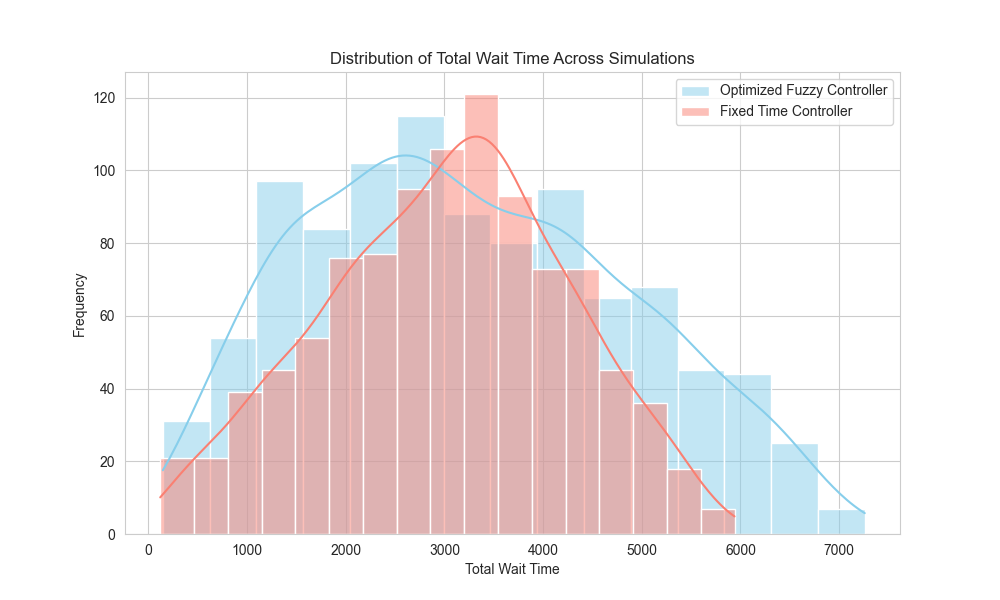 Distribution of Total Wait Time Across Simulations
Optimized Fuzzy Controller
Fixed Time Controller
Frequency
120
100
80
60
40
20
0
0 1000 2000 3000 4000 5000 6000 7000
Total Wait Time